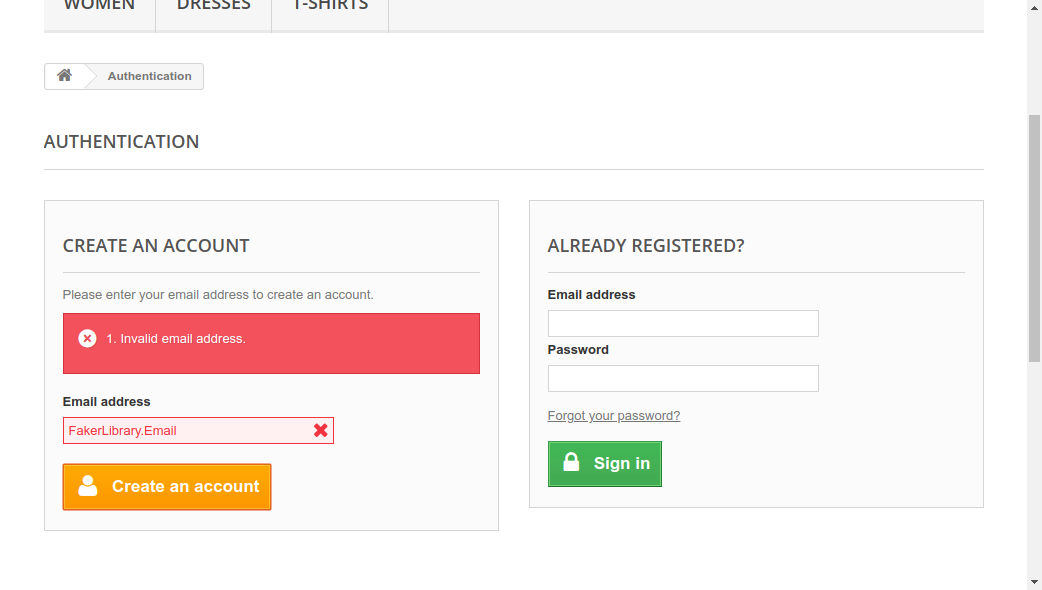 WOMEN DRESSES T-SHIRTS
Authentication
AUTHENTICATION
CREATE AN ACCOUNT
Please enter your email address to create an account.
1. Invalid email address.
Email address
FakerLibrary.Email
Create an account
ALREADY REGISTERED?
Email address
Password
Forgot your password?
Sign in